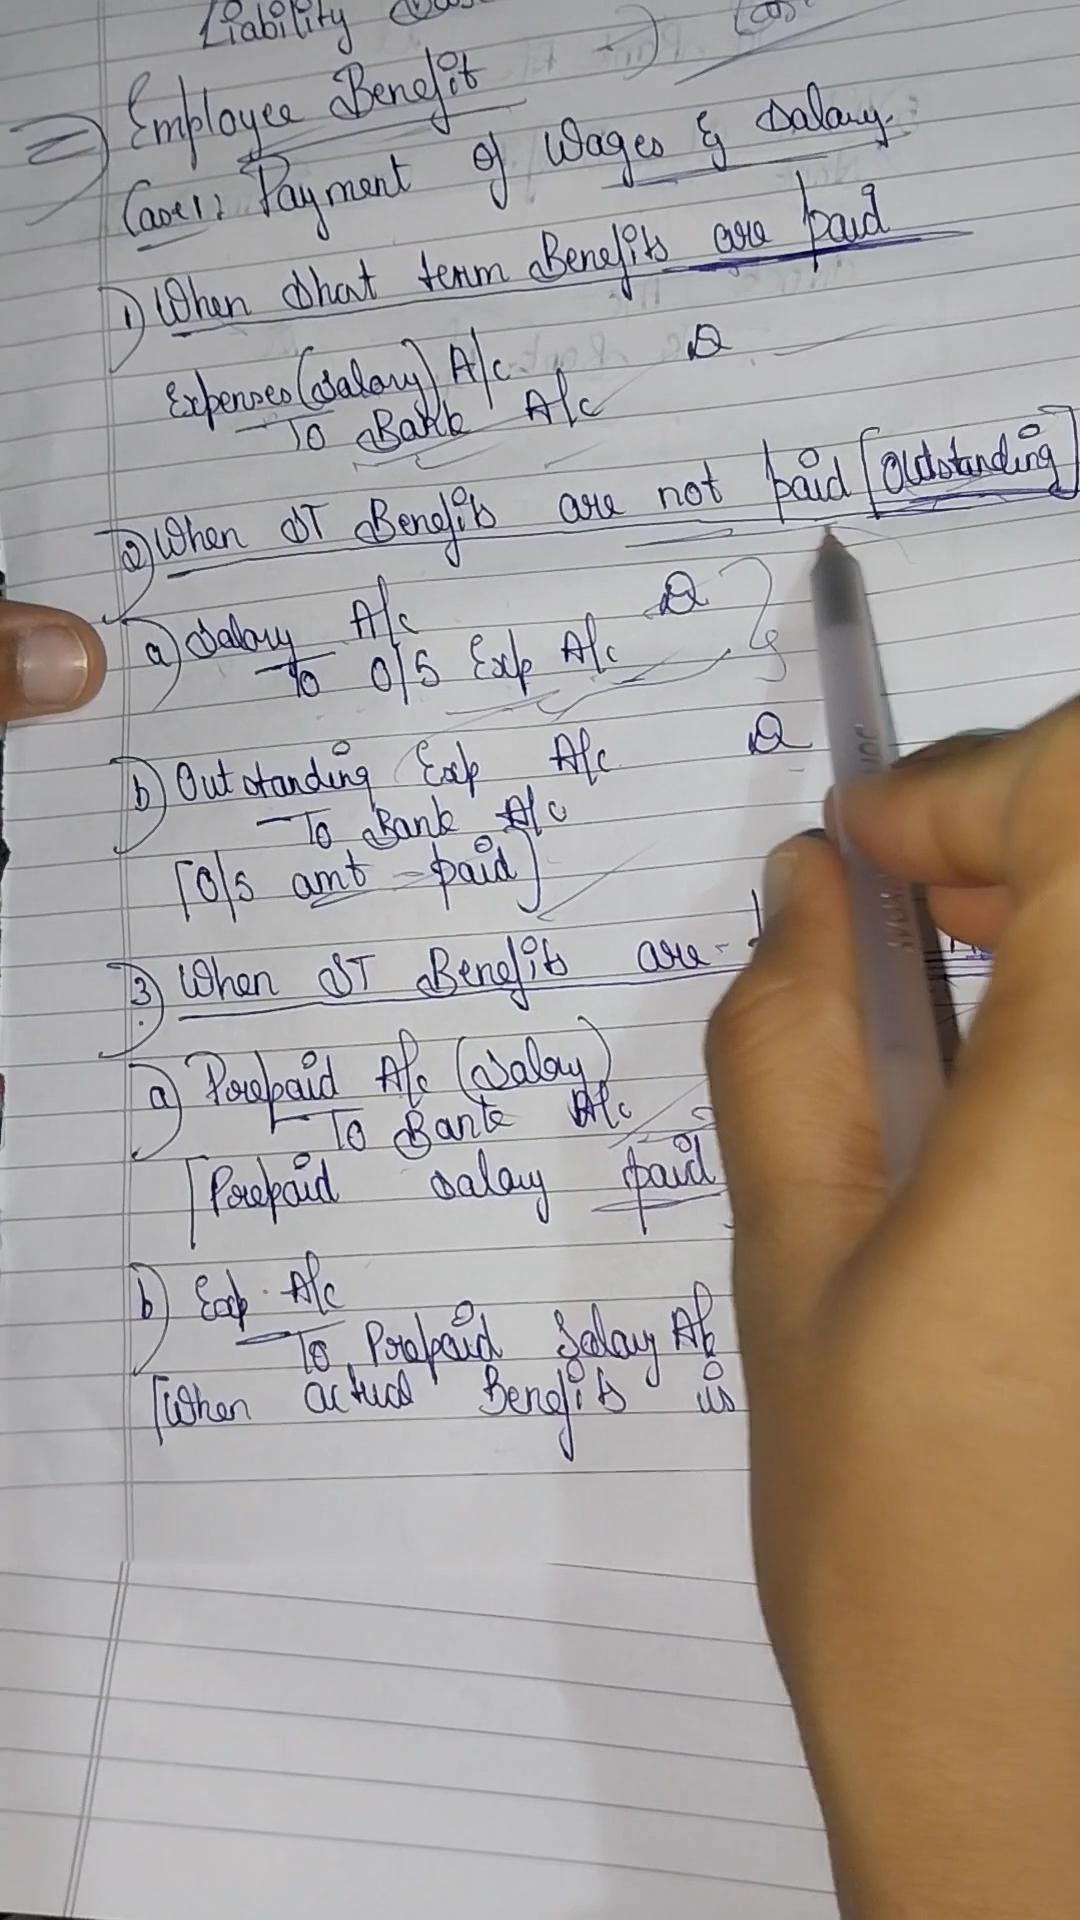 Liability
Employee Benefit
Case 1: Payment of Wages & Salary.
1) When Short term Benefits are paid
Expenses (Salary) A/c Dr
To Bank A/c
2) When ST Benefits are not paid [Outstanding]
a) Salary A/c Dr
To O/S Exp A/c
b) Outstanding Exp A/c Dr
To Bank A/c
[O/S amt paid]
3) When ST Benefits are
a) Prepaid A/c (Salary)
To Bank A/c
[Prepaid salary paid
b) Exp. A/c
To Prepaid Salary A/c
[When actual Benefits is